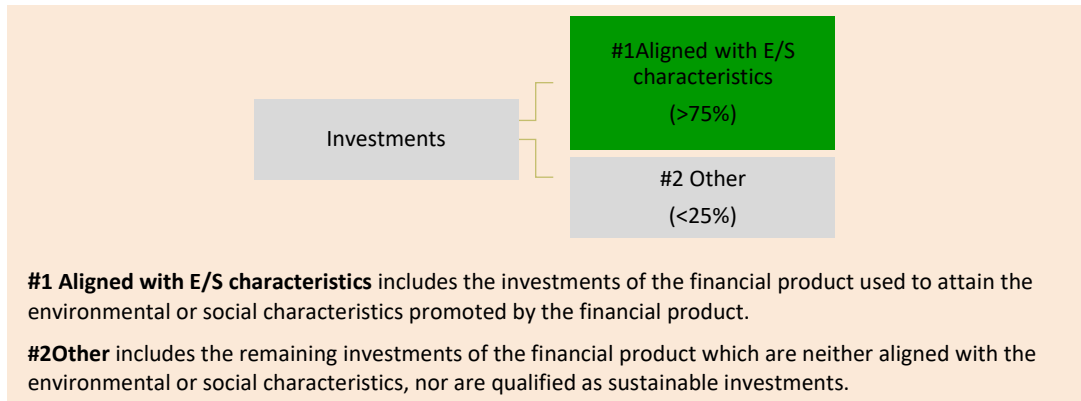 #1Aligned with E/S
characteristics
(>75%)
Investments
#2 Other
(<25%)
#1 Aligned with E/S characteristics includes the investments of the financial product used to attain the
environmental or social characteristics promoted by the financial product.
#2Other includes the remaining investments of the financial product which are neither aligned with the
environmental or social characteristics, nor are qualified as sustainable investments.